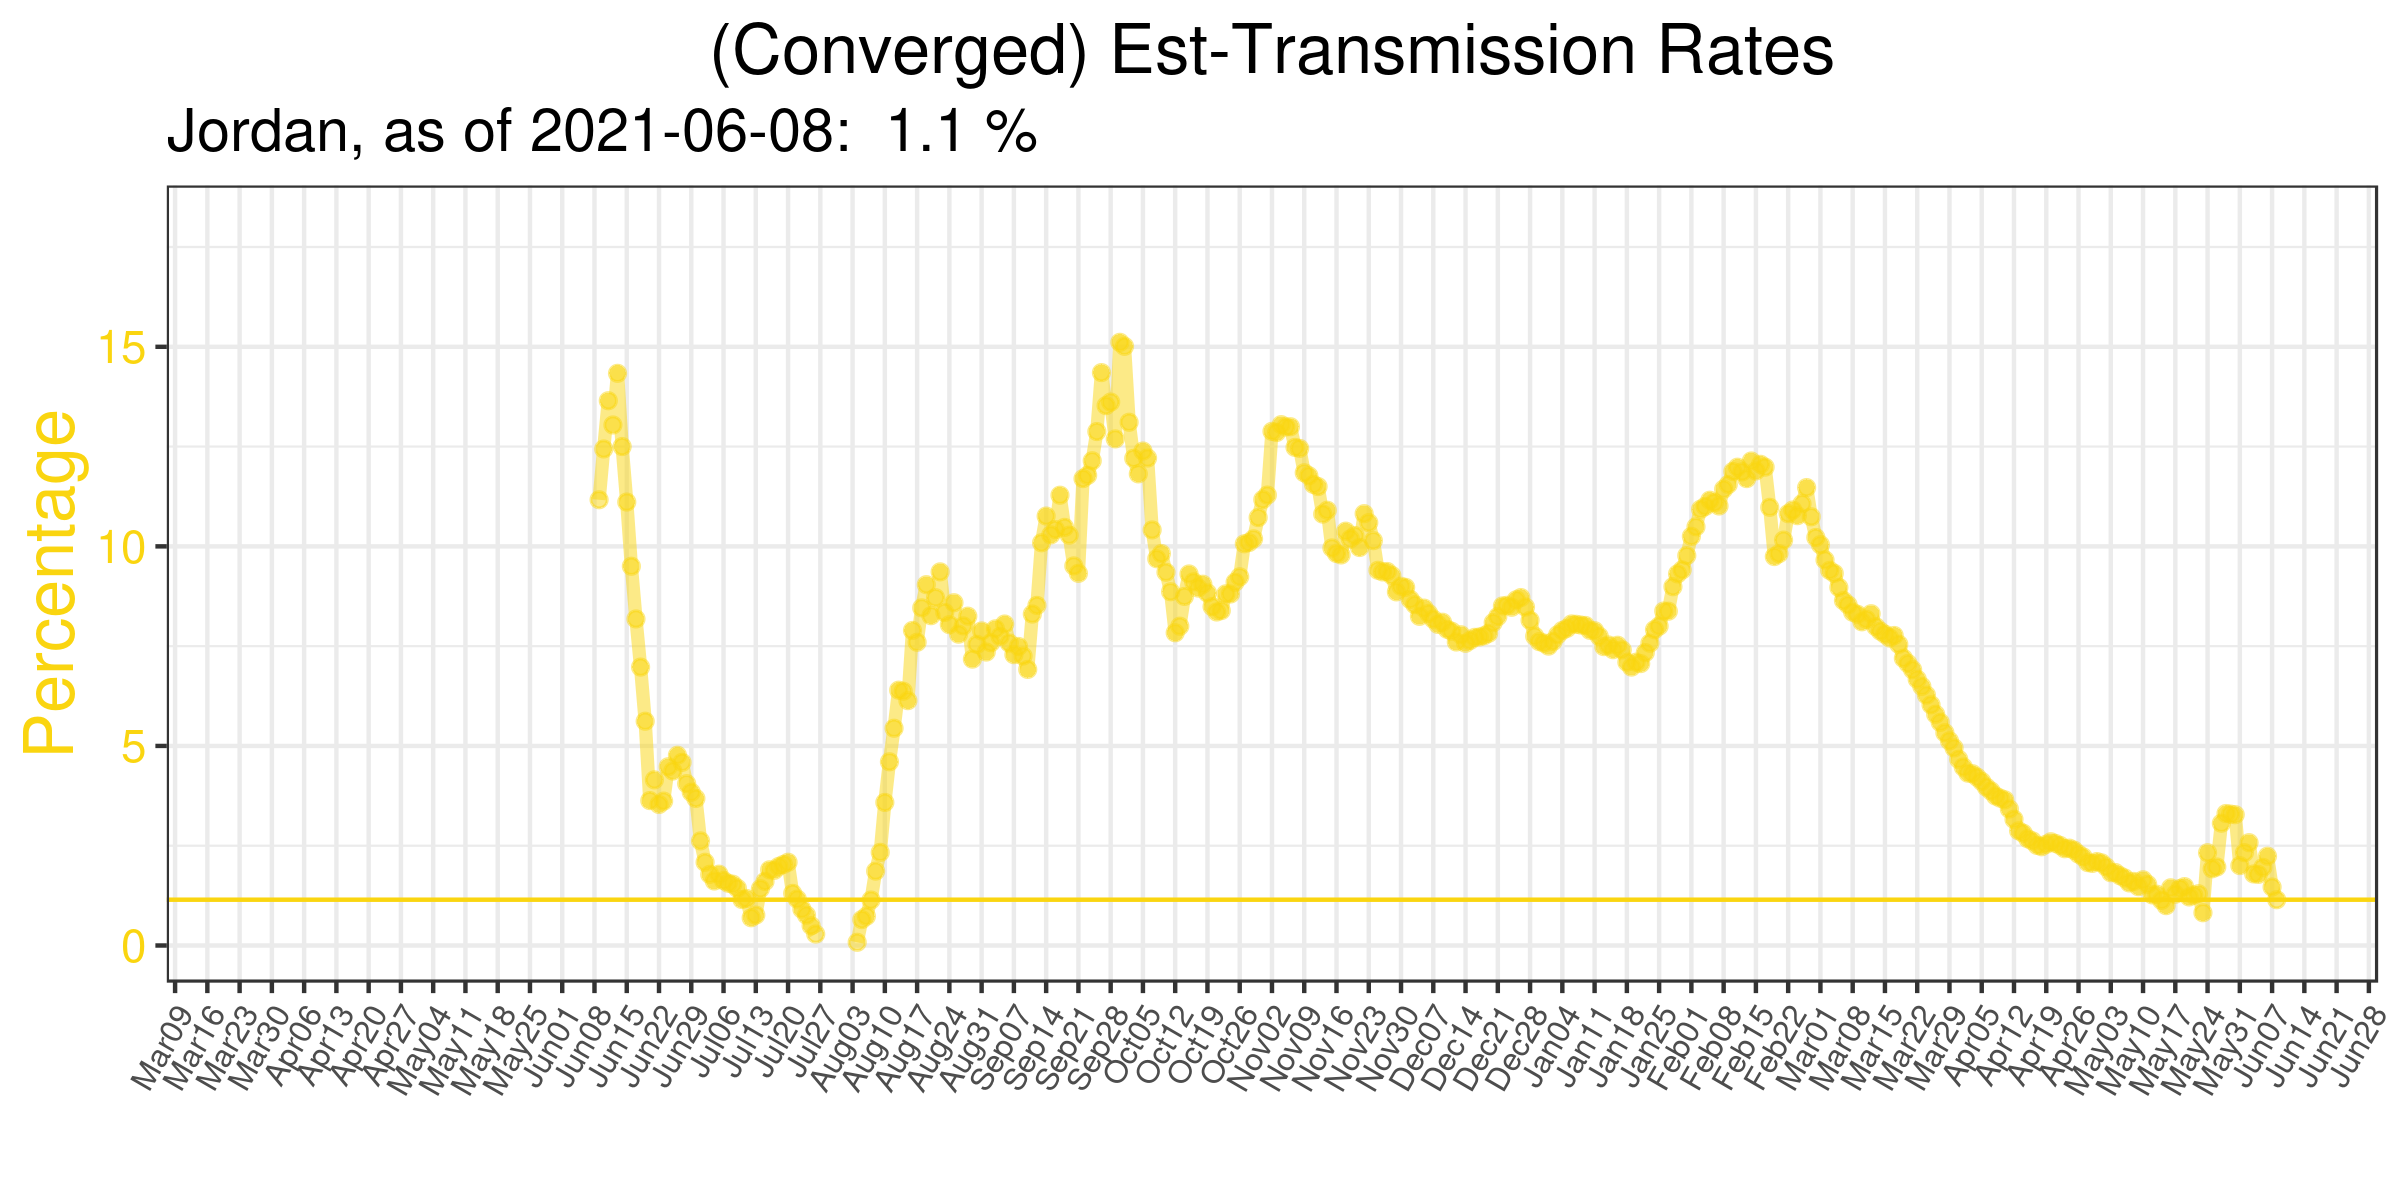 (Converged) Est-Transmission Rates
Jordan, as of 2021-06-08:  1.1 %
Percentage
15
10
5
0
Mar09
Mar16
Mar23
Mar30
Apr06
Apr13
Apr20
Apr27
May04
May11
May18
May25
Jun01
Jun08
Jun15
Jun22
Jun29
Jul06
Jul13
Jul20
Jul27
Aug03
Aug10
Aug17
Aug24
Aug31
Sep07
Sep14
Sep21
Sep28
Oct05
Oct12
Oct19
Oct26
Nov02
Nov09
Nov16
Nov23
Nov30
Dec07
Dec14
Dec21
Dec28
Jan04
Jan11
Jan18
Jan25
Feb01
Feb08
Feb15
Feb22
Mar01
Mar08
Mar15
Mar22
Mar29
Apr05
Apr12
Apr19
Apr26
May03
May10
May17
May24
May31
Jun07
Jun14
Jun21
Jun28